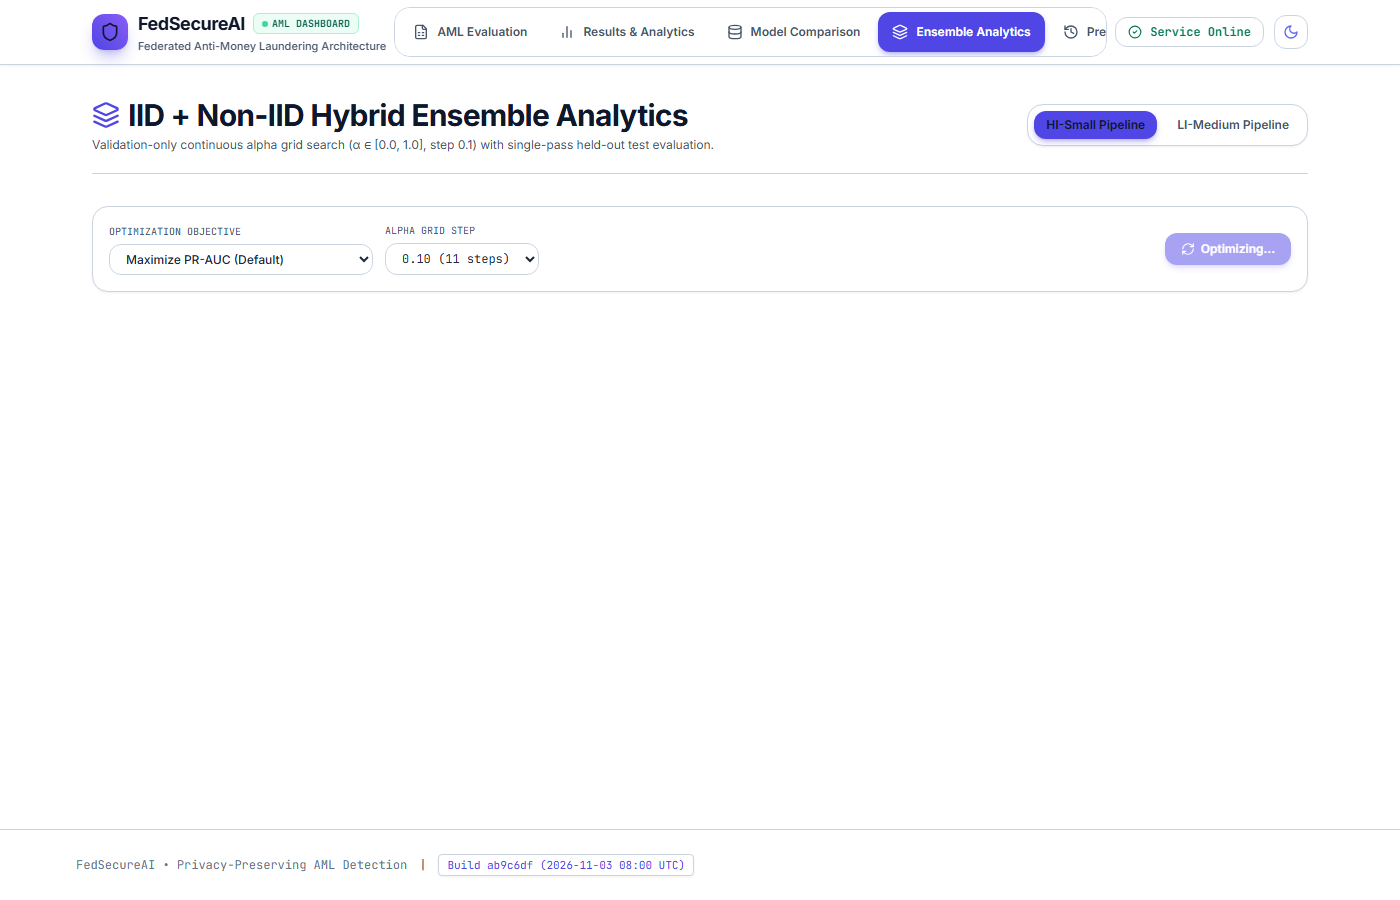 FedSecureAI
AML DASHBOARD
Federated Anti-Money Laundering Architecture
AML Evaluation
Results & Analytics
Model Comparison
Ensemble Analytics
Pre
Service Online
IID + Non-IID Hybrid Ensemble Analytics
Validation-only continuous alpha grid search (α ∈ [0.0, 1.0], step 0.1) with single-pass held-out test evaluation.
HI-Small Pipeline
LI-Medium Pipeline
OPTIMIZATION OBJECTIVE
Maximize PR-AUC (Default)
ALPHA GRID STEP
0.10 (11 steps)
Optimizing...
FedSecureAI • Privacy-Preserving AML Detection | Build ab9c6df (2026-11-03 08:00 UTC)